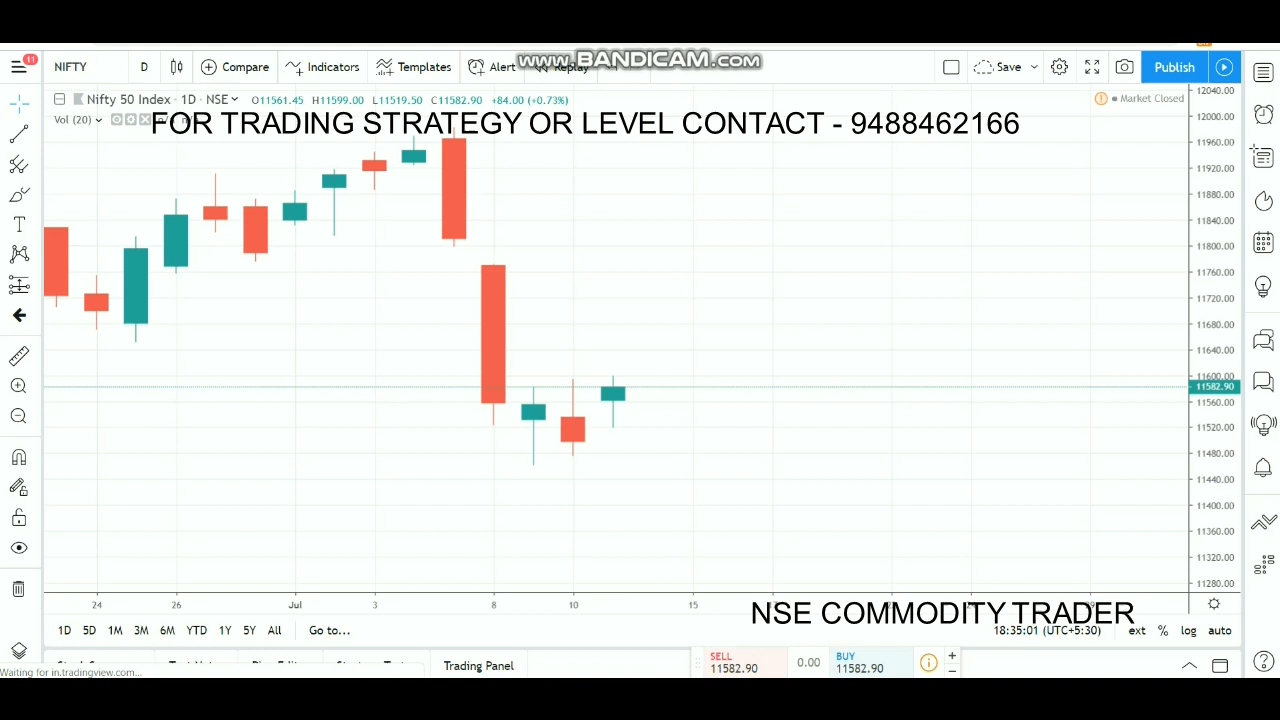 www.BANDICAM.com
11
NIFTY D Compare Indicators Templates Alert Replay Save Publish
Nifty 50 Index · 1D · NSE O11561.45 H11599.00 L11519.50 C11582.90 +84.00 (+0.73%) Market Closed
Vol (20)
FOR TRADING STRATEGY OR LEVEL CONTACT - 9488462166
12040.00
12000.00
11960.00
11920.00
11880.00
11840.00
11800.00
11760.00
11720.00
11680.00
11640.00
11600.00
11582.90
11560.00
11520.00
11480.00
11440.00
11400.00
11360.00
11320.00
11280.00
24 26 Jul 3 8 10 15
NSE COMMODITY TRADER
1D 5D 1M 3M 6M YTD 1Y 5Y All Go to... 18:35:01 (UTC+5:30) ext % log auto
Trading Panel
SELL 0.00 BUY
11582.90 11582.90
Waiting for in.tradingview.com...